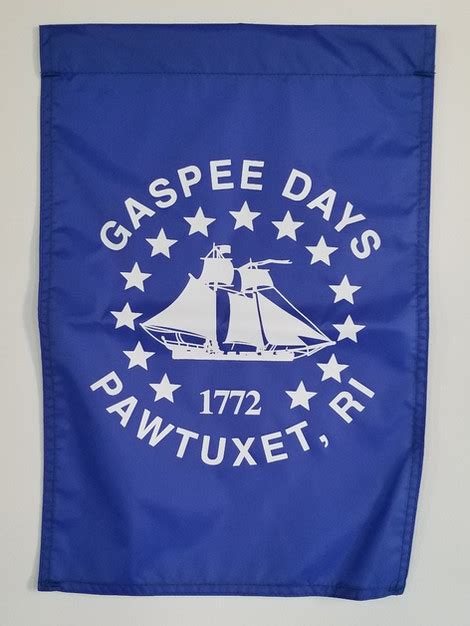 GASPEE DAYS
1772
PAWTUXET, RI